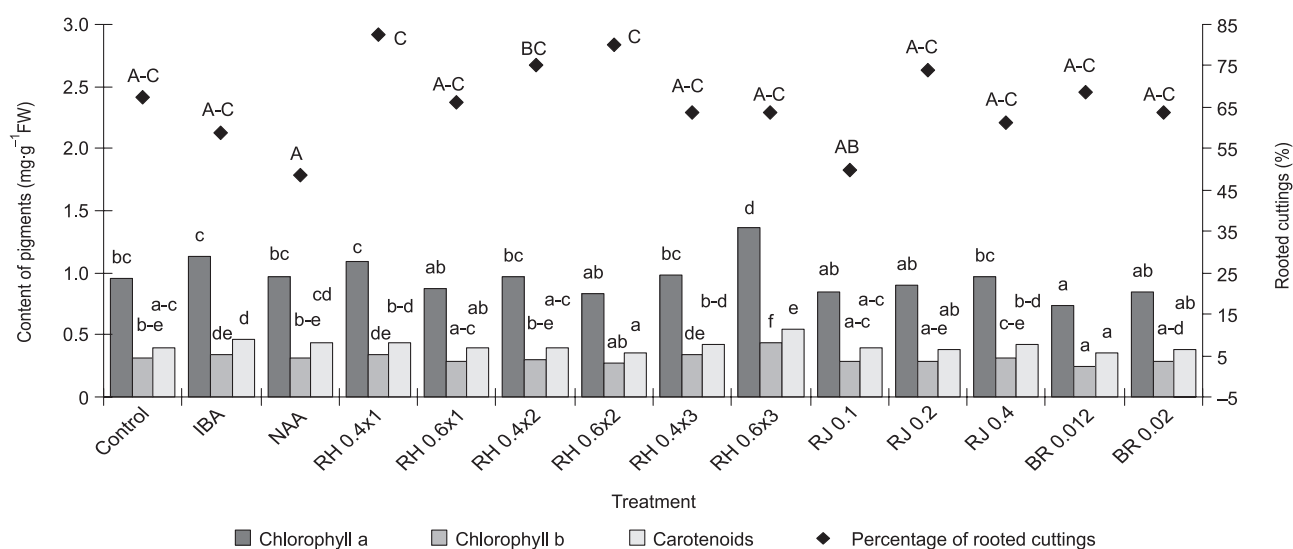 Content of pigments (mg·g⁻¹FW)
3.0
2.5
2.0
1.5
1.0
0.5
0
85
75
65
55
45
35
25
15
5
−5
Rooted cuttings (%)
A-C
A-C
A
C
A-C
BC
C
A-C
A-C
AB
A-C
A-C
A-C
A-C
bc
b-e
a-c
c
de
d
bc
b-e
cd
c
de
b-d
ab
a-c
ab
bc
b-e
a-c
ab
ab
a
bc
de
b-d
d
f
e
ab
a-c
a-c
ab
a-e
ab
bc
c-e
b-d
a
a
a
ab
a-d
ab
Control
IBA
NAA
RH 0.4x1
RH 0.6x1
RH 0.4x2
RH 0.6x2
RH 0.4x3
RH 0.6x3
RJ 0.1
RJ 0.2
RJ 0.4
BR 0.012
BR 0.02
Treatment
Chlorophyll a Chlorophyll b Carotenoids Percentage of rooted cuttings